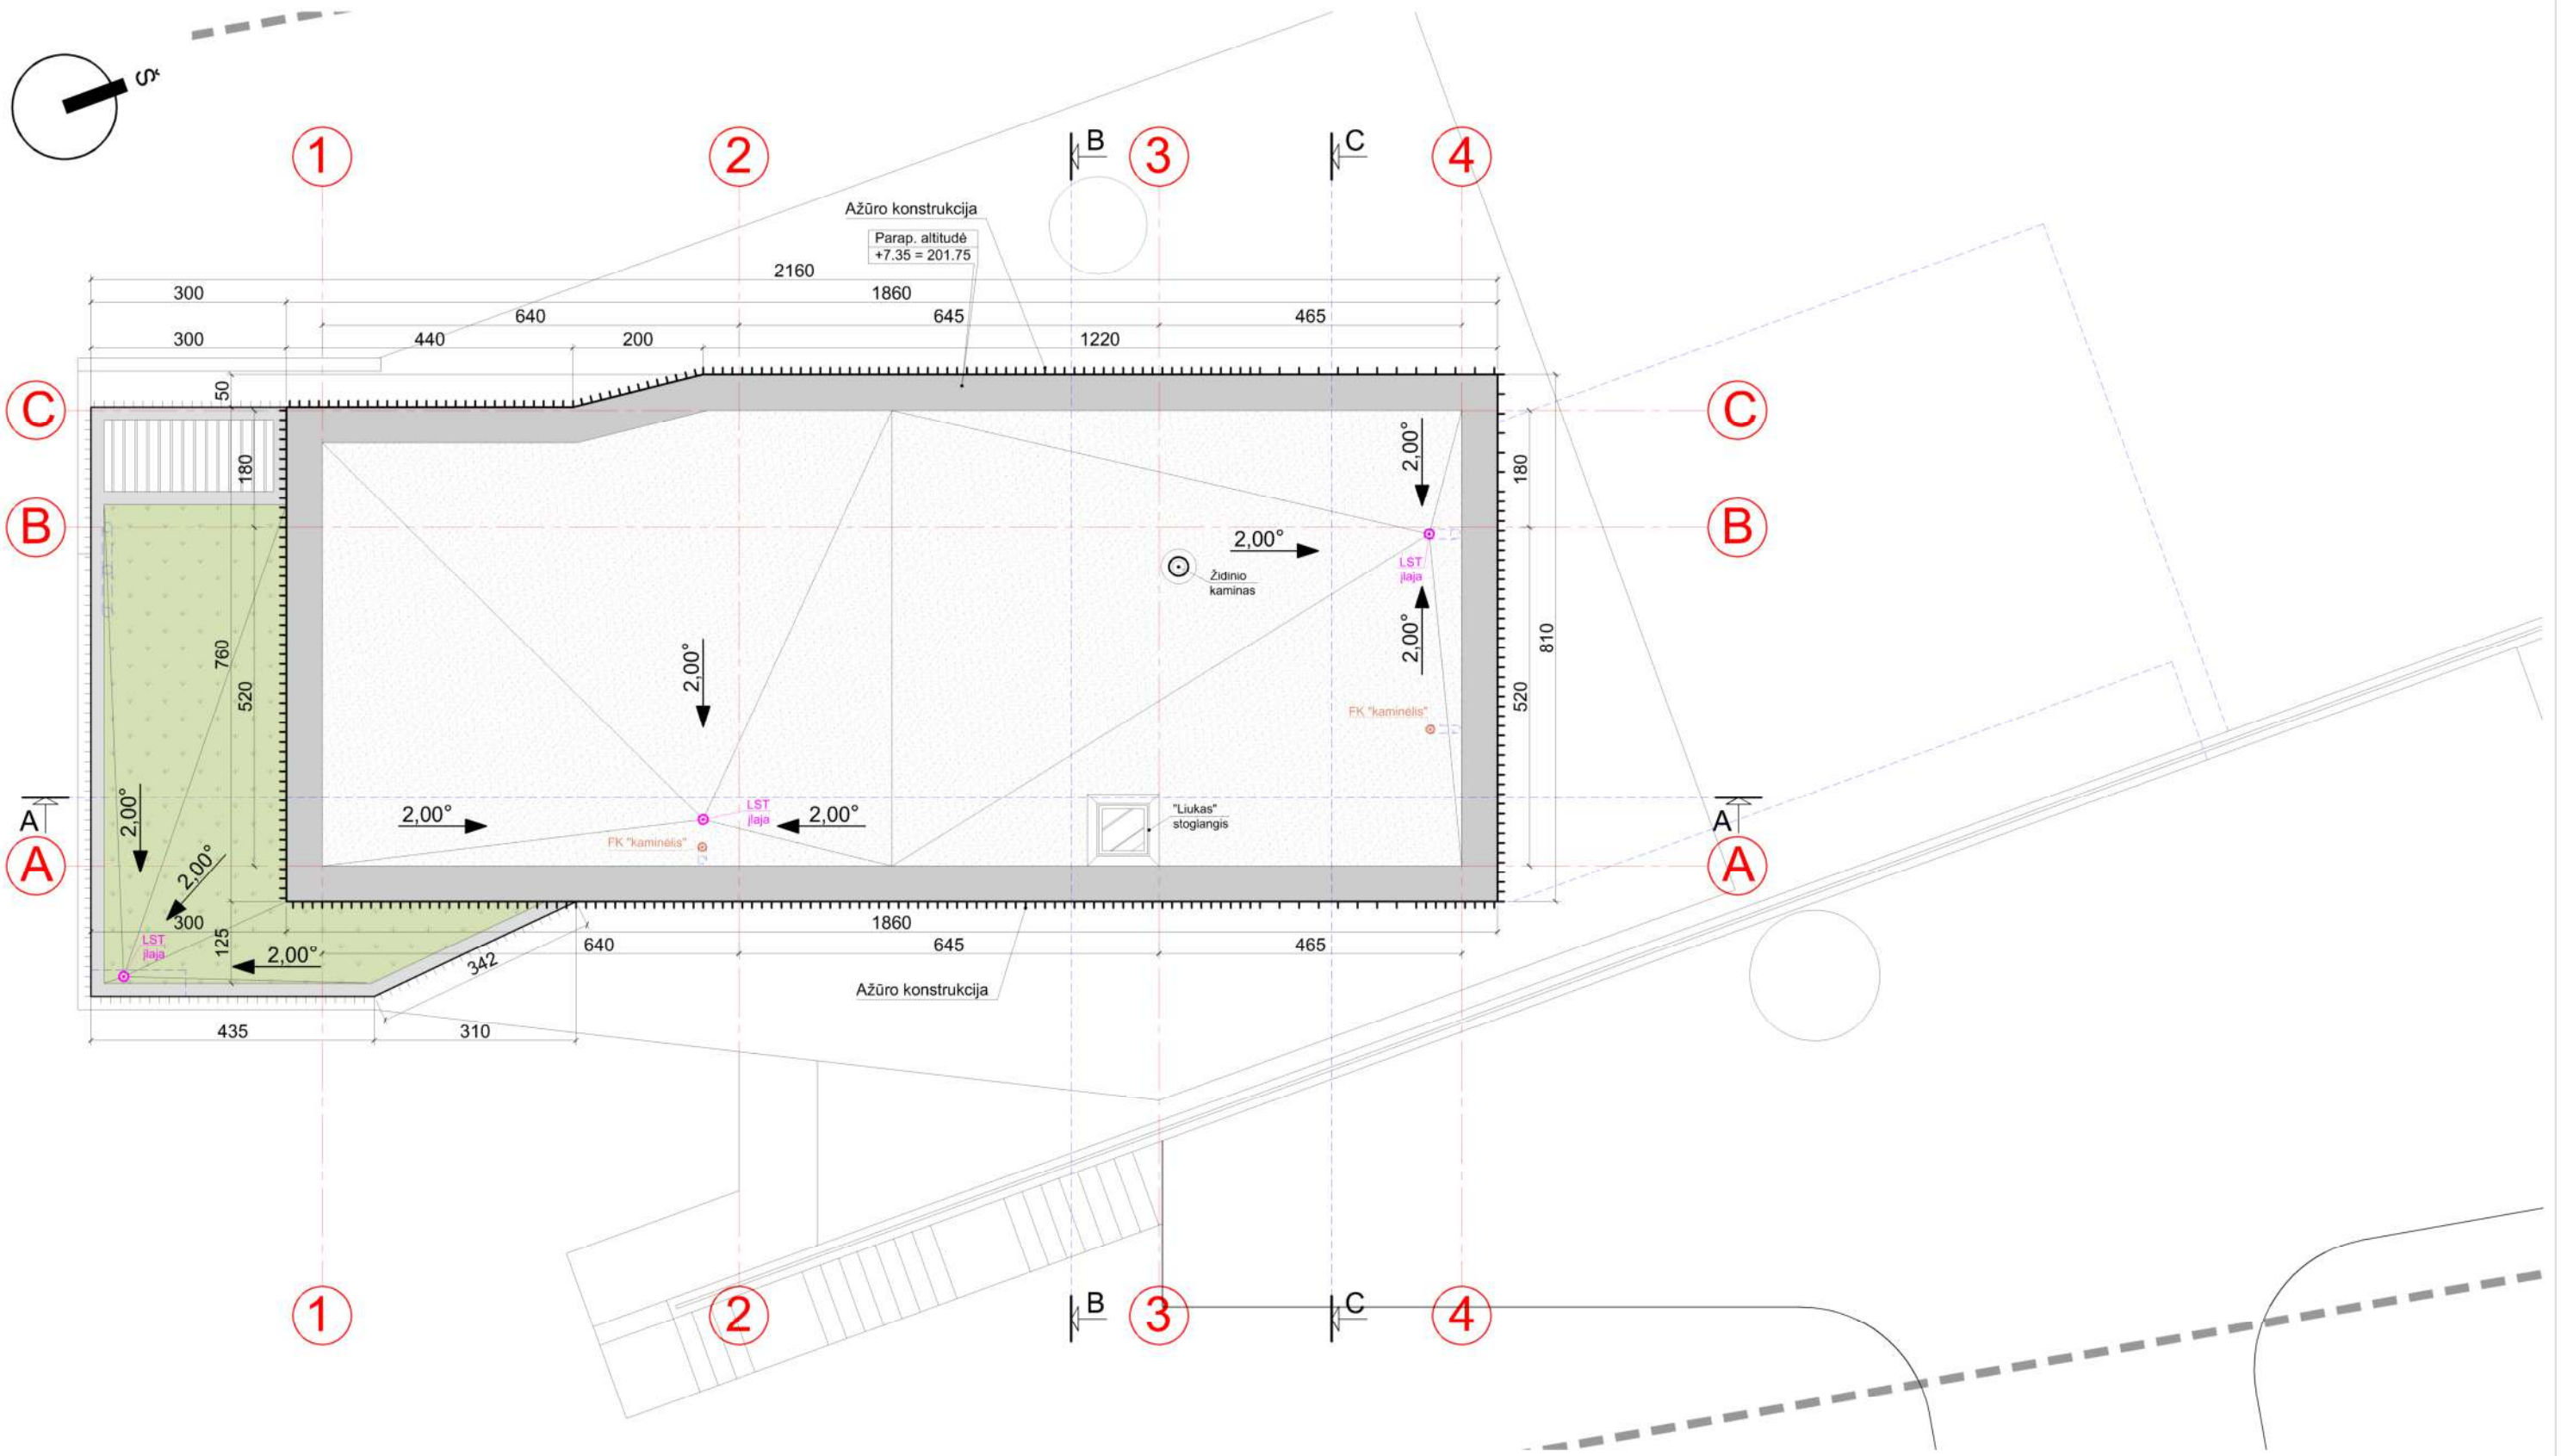 Š
1
2
B
3
C
4
Ažūro konstrukcija
Parap. altitudė
+7.35 = 201.75
2160
300
1860
640
645
465
300
440
200
1220
50
C
C
180
2,00°
180
B
B
2,00°
LST
įlaja
Židinio
kaminas
2,00°
760
810
2,00°
520
520
FK "kaminėlis"
A
2,00°
2,00°
LST
įlaja
2,00°
"Liukas"
stoglangis
A
FK "kaminėlis"
A
A
2,00°
300
1860
LST
įlaja
125
2,00°
640
645
465
342
Ažūro konstrukcija
435
310
1
2
B
3
C
4